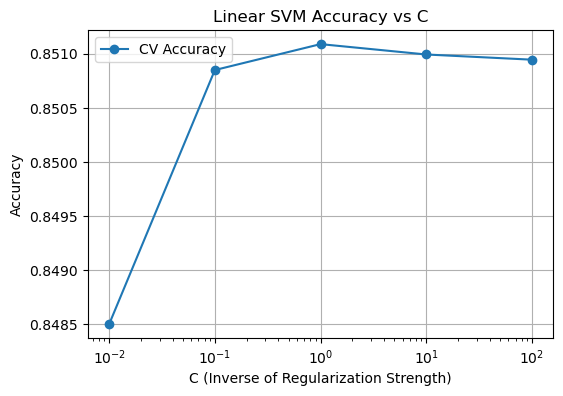 Linear SVM Accuracy vs C
CV Accuracy
Accuracy
0.8510
0.8505
0.8500
0.8495
0.8490
0.8485
10⁻² 10⁻¹ 10⁰ 10¹ 10²
C (Inverse of Regularization Strength)